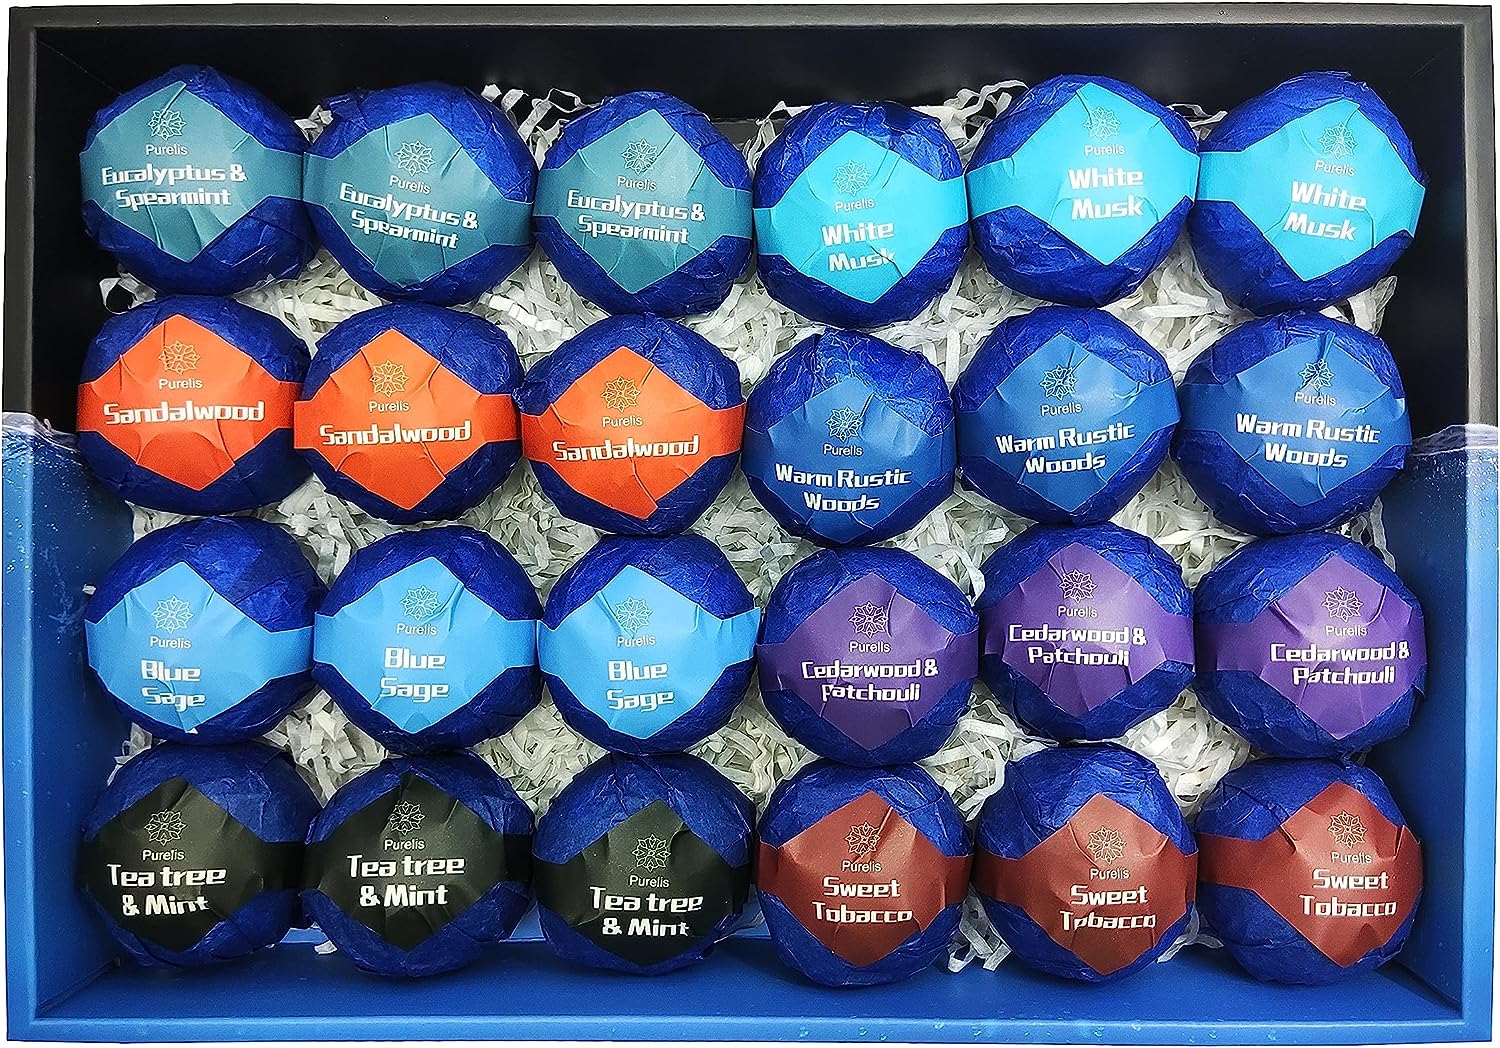 Purelis
Eucalyptus &
Spearmint
Purelis
Eucalyptus &
Spearmint
Purelis
Eucalyptus &
Spearmint
Purelis
White
Musk
Purelis
White
Musk
Purelis
White
Musk
Purelis
Sandalwood
Purelis
Sandalwood
Purelis
Sandalwood
Purelis
Warm Rustic
Woods
Purelis
Warm Rustic
Woods
Purelis
Warm Rustic
Woods
Purelis
Blue
Sage
Purelis
Blue
Sage
Purelis
Blue
Sage
Purelis
Cedarwood &
Patchouli
Purelis
Cedarwood &
Patchouli
Purelis
Cedarwood &
Patchouli
Purelis
Tea tree
& Mint
Purelis
Tea tree
& Mint
Purelis
Tea tree
& Mint
Purelis
Sweet
Tobacco
Purelis
Sweet
Tobacco
Purelis
Sweet
Tobacco